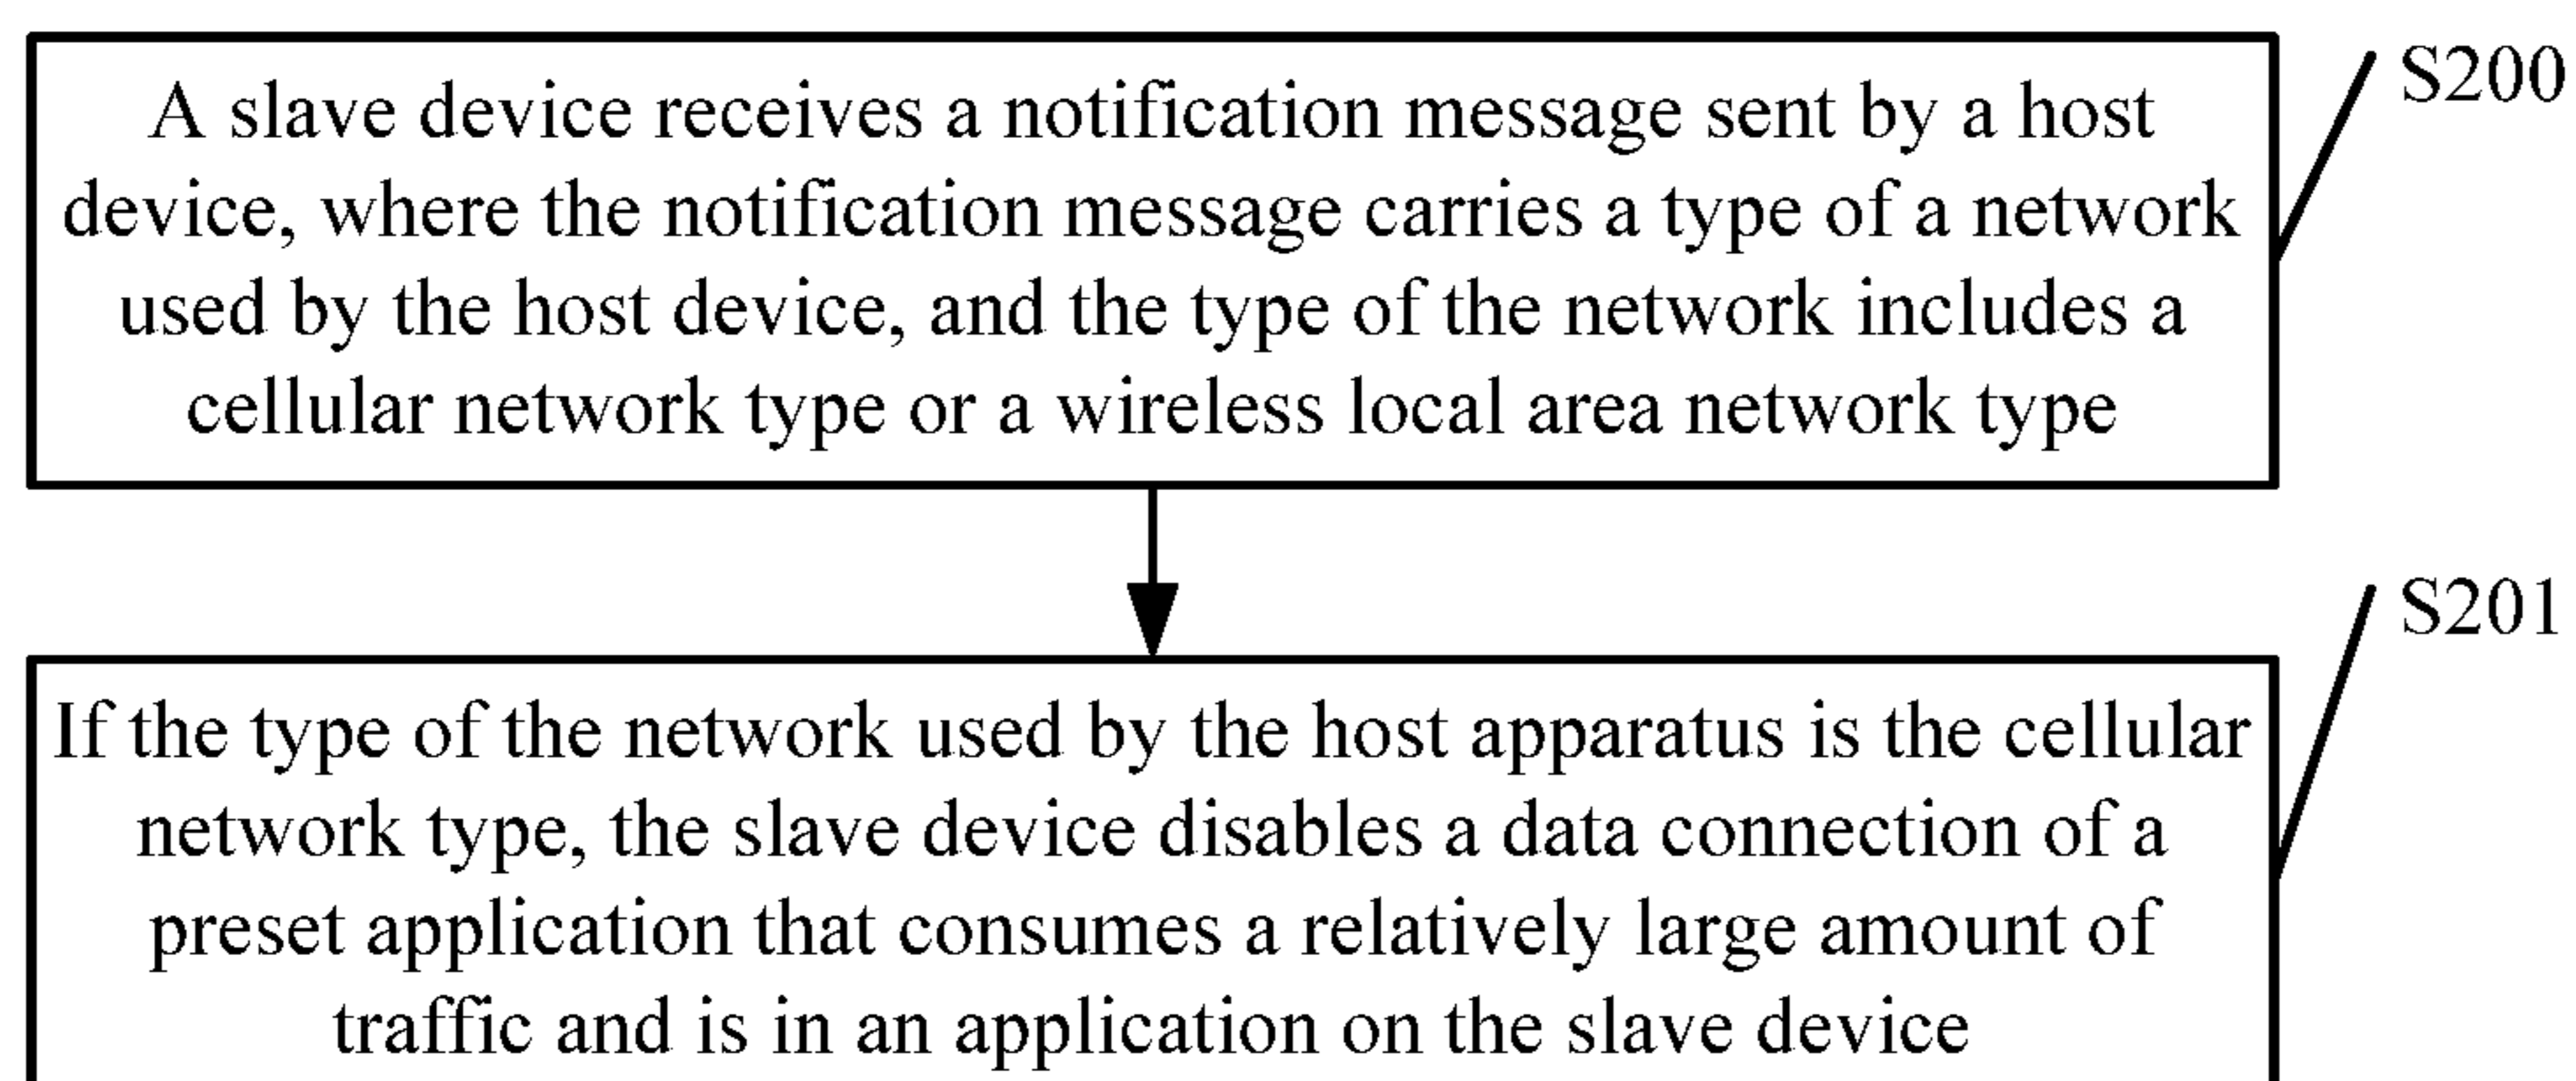 A slave device receives a notification message sent by a host
device, where the notification message carries a type of a network
used by the host device, and the type of the network includes a
cellular network type or a wireless local area network type
S200
If the type of the network used by the host apparatus is the cellular
network type, the slave device disables a data connection of a
preset application that consumes a relatively large amount of
traffic and is in an application on the slave device
S201